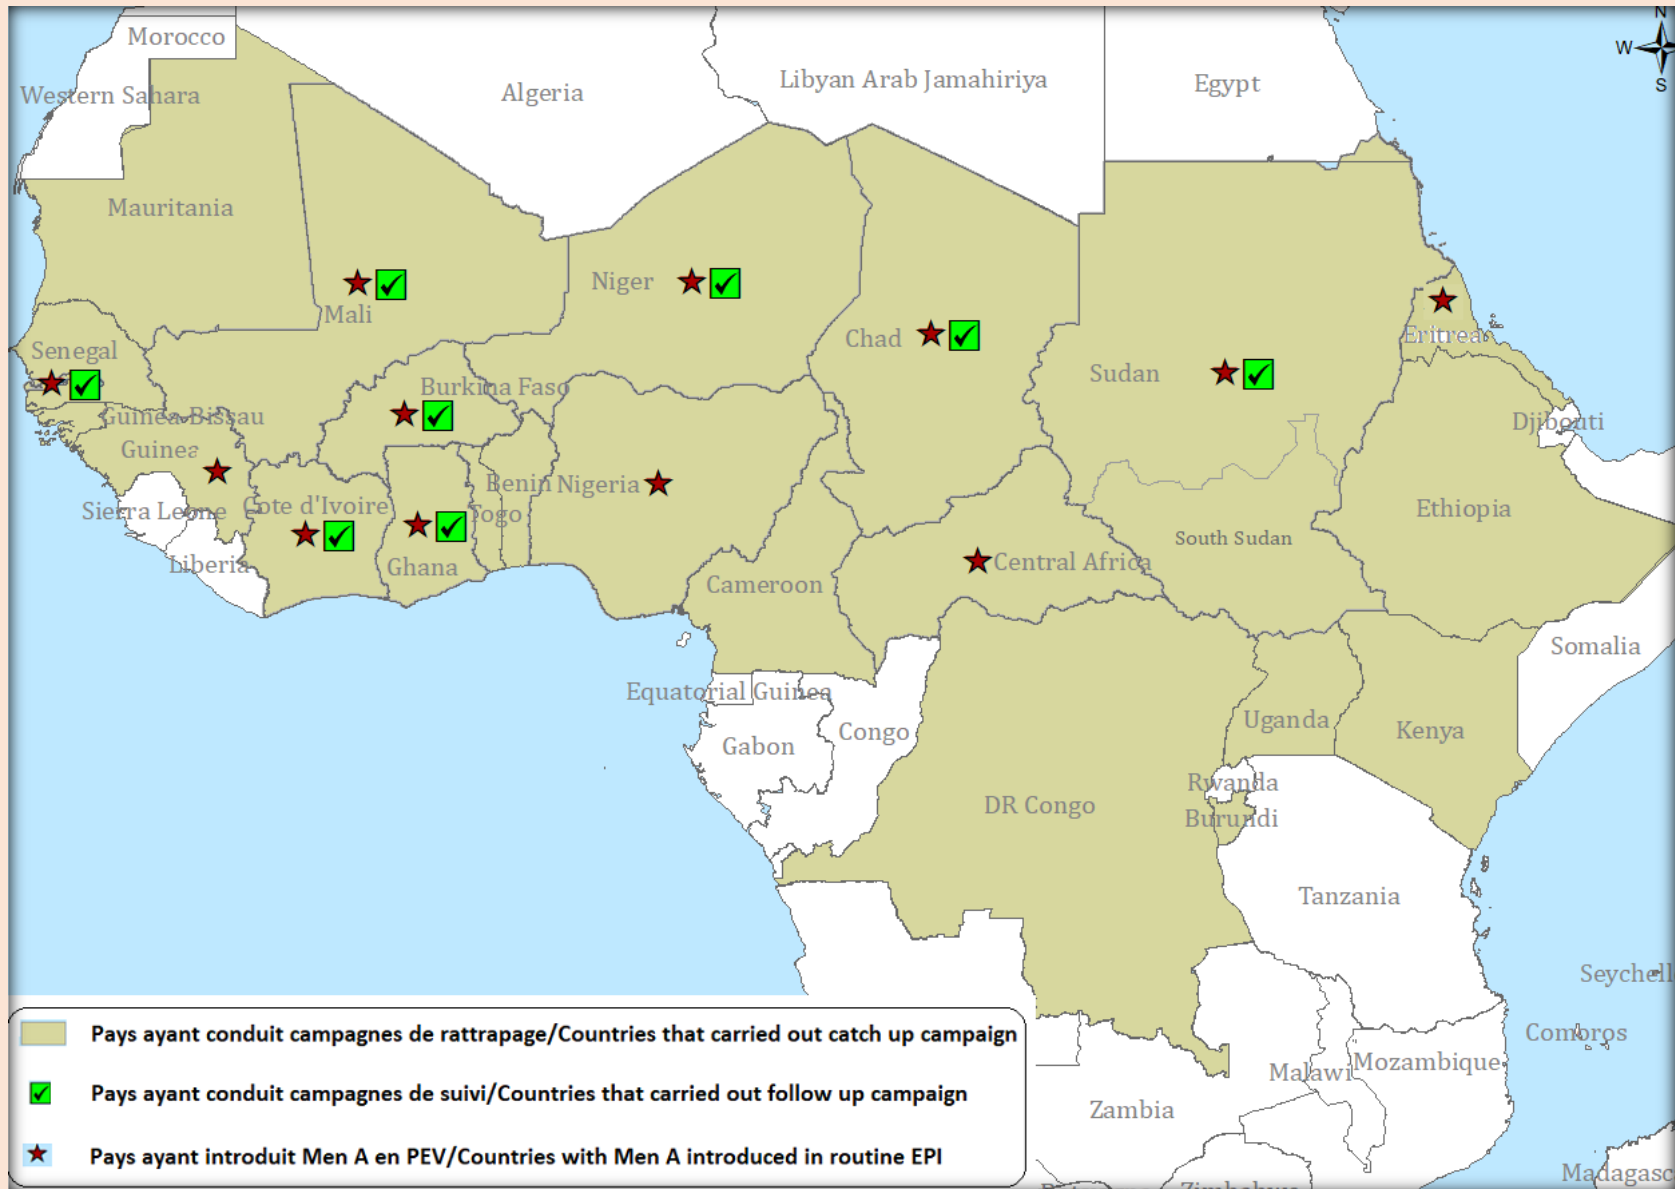 N
Morocco
W
Libyan Arab Jamahiriya
Egypt
Algeria
S
Western Sahara
Mauritania
Niger
Mali
Chad
Eritrea
Senegal
Sudan
Burkina Faso
Guinea-Bissau
Djibouti
Guinea
Benin
Nigeria
Cote d'Ivoire
Sierra Leone
Togo
Ethiopia
South Sudan
Liberia
Ghana
Central Africa
Cameroon
Somalia
Equatorial Guinea
Uganda
Congo
Kenya
Gabon
Rwanda
DR Congo
Burundi
Tanzania
Seychell
Pays ayant conduit campagnes de rattrapage/Countries that carried out catch up campaign
Comoros
Mozambique
Malawi
Pays ayant conduit campagnes de suivi/Countries that carried out follow up campaign
Zambia
Pays ayant introduit Men A en PEV/Countries with Men A introduced in routine EPI
Madagasc
Zimbabwe